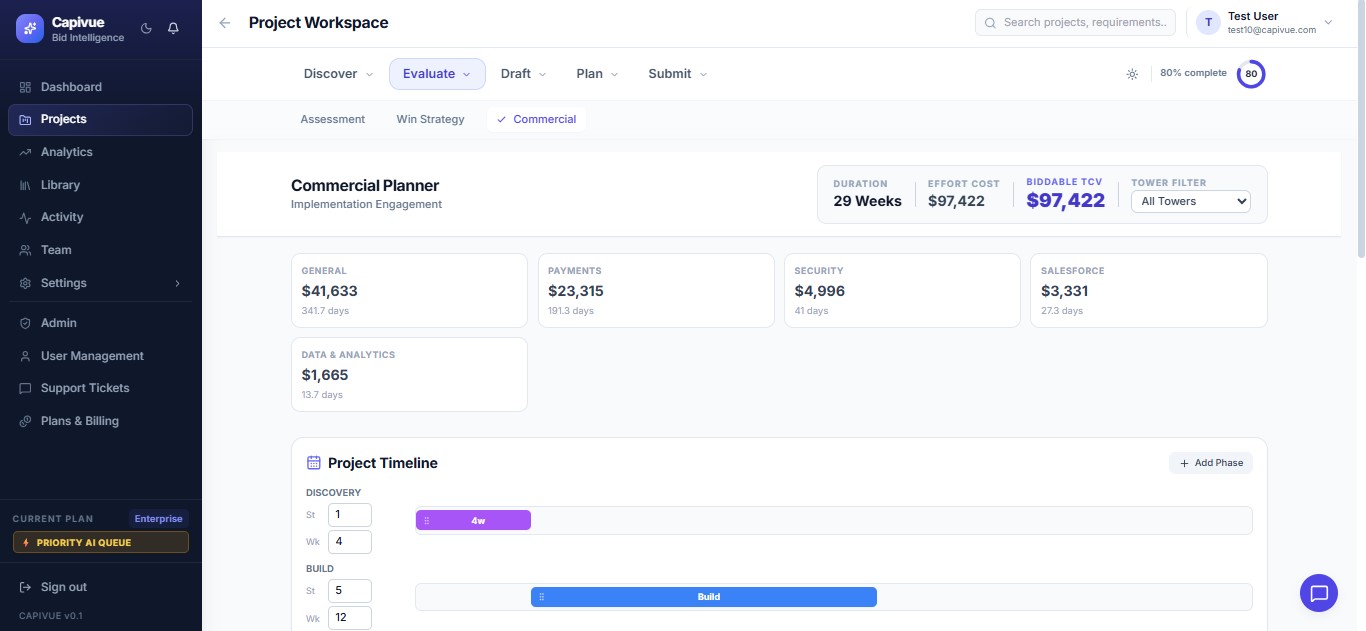 Capivue
Bid Intelligence
Dashboard
Projects
Analytics
Library
Activity
Team
Settings
Admin
User Management
Support Tickets
Plans & Billing
CURRENT PLAN
Enterprise
PRIORITY AI QUEUE
Sign out
CAPIVUE v0.1
Project Workspace
Search projects, requirements..
T
Test User
test10@capivue.com
Discover
Evaluate
Draft
Plan
Submit
80% complete
80
Assessment
Win Strategy
Commercial
Commercial Planner
Implementation Engagement
DURATION
29 Weeks
EFFORT COST
$97,422
BIDDABLE TCV
$97,422
TOWER FILTER
All Towers
GENERAL
$41,633
341.7 days
PAYMENTS
$23,315
191.3 days
SECURITY
$4,996
41 days
SALESFORCE
$3,331
27.3 days
DATA & ANALYTICS
$1,665
13.7 days
Project Timeline
Add Phase
DISCOVERY
St 1
4w
Wk 4
BUILD
St 5
Build
Wk 12